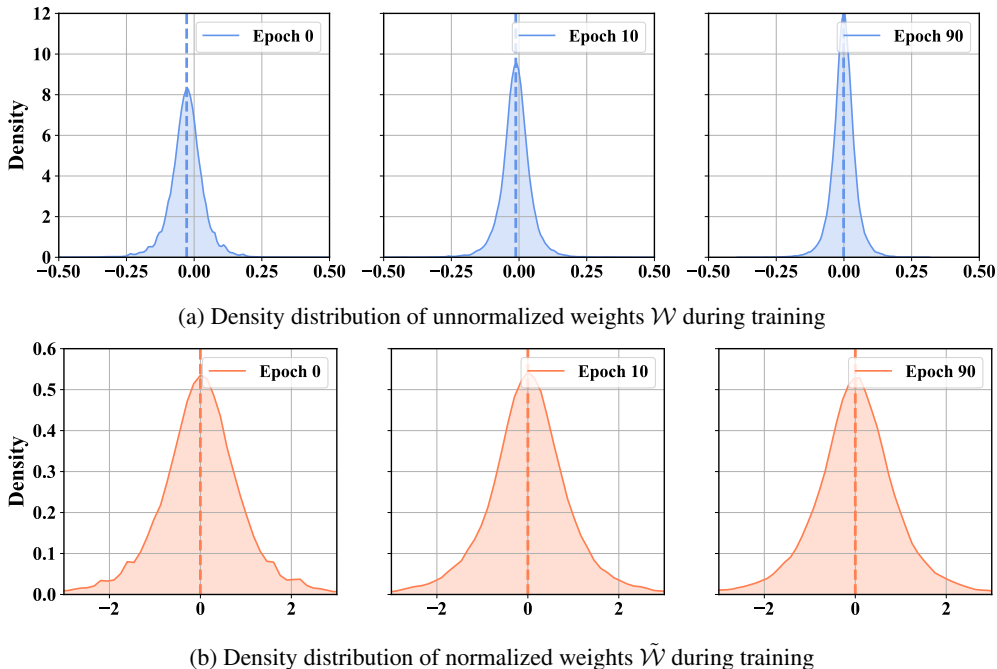 12
10
8
6
4
2
0
Density
Epoch 0
Epoch 10
Epoch 90
−0.50 −0.25 0.00 0.25 0.50
−0.50 −0.25 0.00 0.25 0.50
−0.50 −0.25 0.00 0.25 0.50
(a) Density distribution of unnormalized weights 𝒲 during training
0.6
0.5
0.4
0.3
0.2
0.1
0.0
Density
Epoch 0
Epoch 10
Epoch 90
−2 0 2
−2 0 2
−2 0 2
(b) Density distribution of normalized weights 𝒲̃ during training